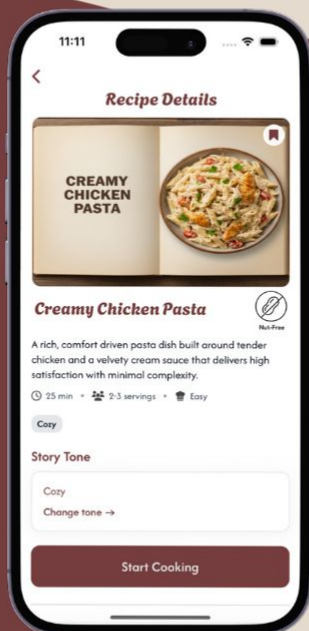 11:11
Recipe Details
CREAMY
CHICKEN
PASTA
Creamy Chicken Pasta
Nut-Free
A rich, comfort driven pasta dish built around tender
chicken and a velvety cream sauce that delivers high
satisfaction with minimal complexity.
25 min • 2-3 servings • Easy
Cozy
Story Tone
Cozy
Change tone →
Start Cooking